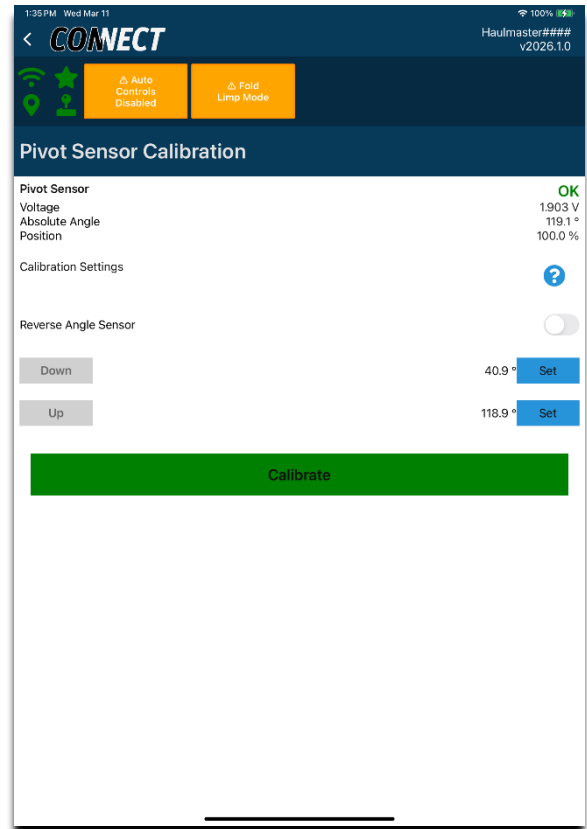 1:35 PM Wed Mar 11
100%
CONNECT
Haulmaster####
v2026.1.0
⚠ Auto
Controls
Disabled
⚠ Fold
Limp Mode
Pivot Sensor Calibration
Pivot Sensor OK
Voltage 1.903 V
Absolute Angle 119.1 °
Position 100.0 %
Calibration Settings ?
Reverse Angle Sensor
Down 40.9 ° Set
Up 118.9 ° Set
Calibrate